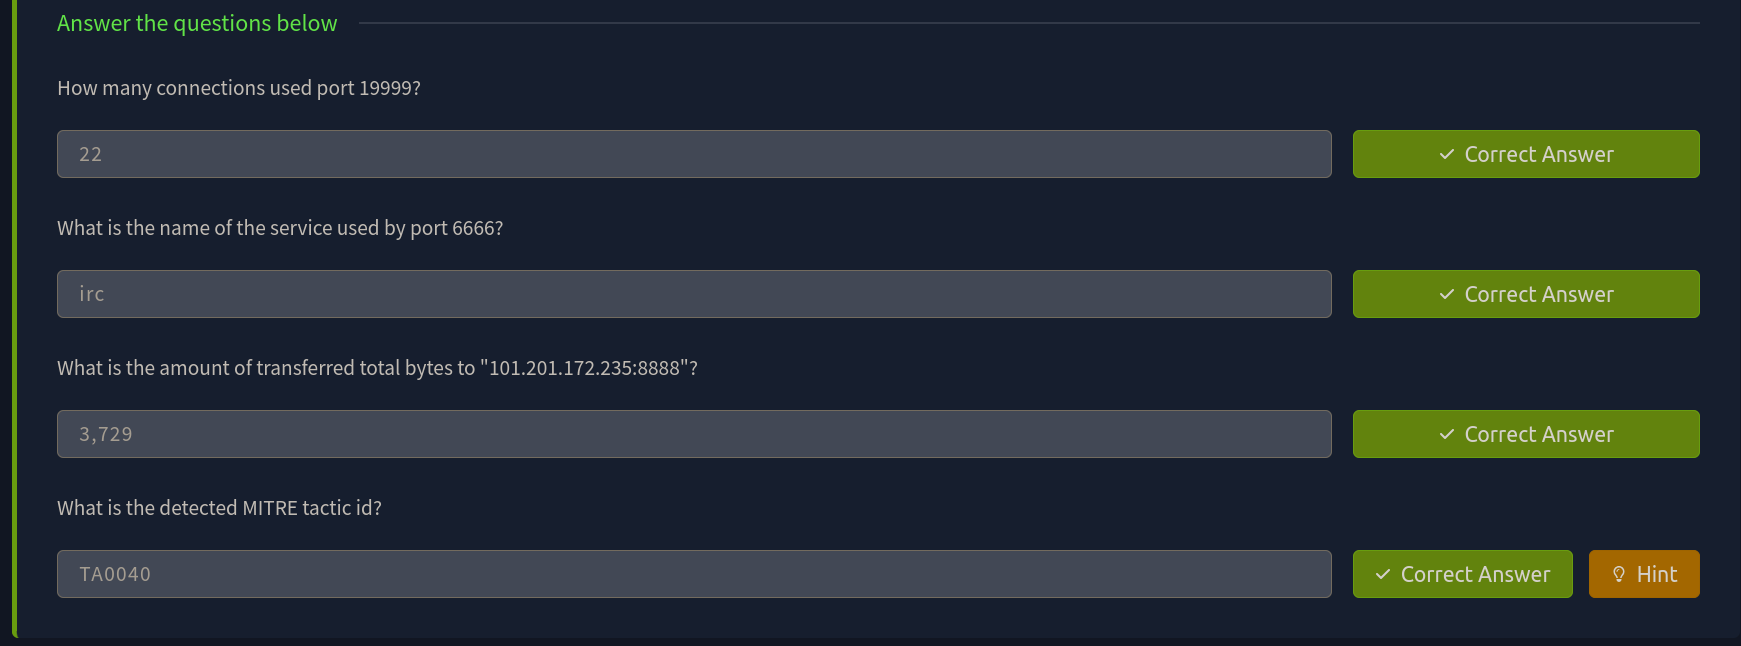 Answer the questions below
How many connections used port 19999?
22
Correct Answer
What is the name of the service used by port 6666?
irc
Correct Answer
What is the amount of transferred total bytes to "101.201.172.235:8888"?
3,729
Correct Answer
What is the detected MITRE tactic id?
TA0040
Correct Answer
Hint